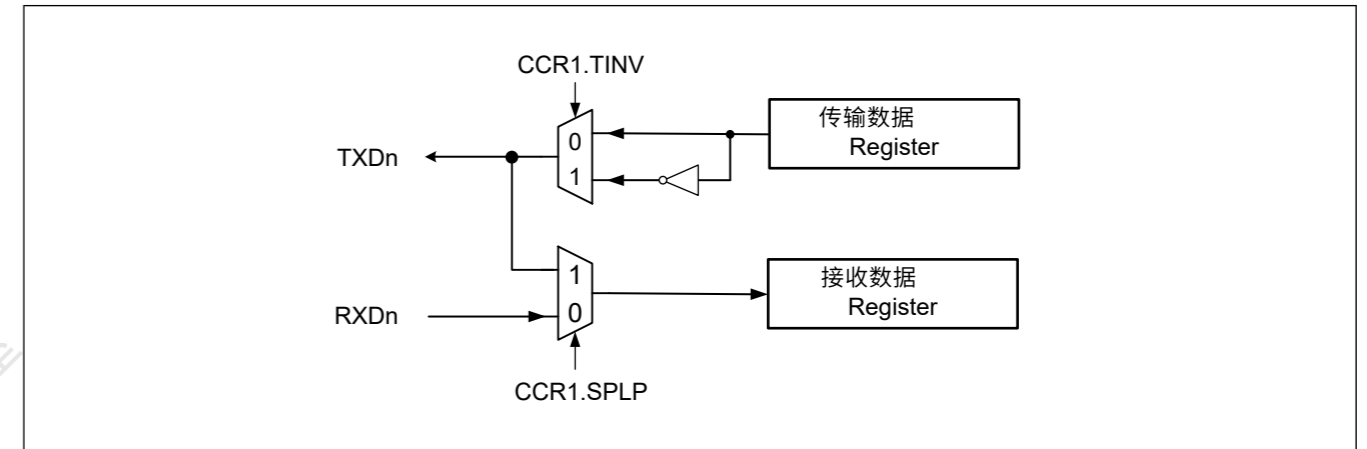 CCR1.TINV
传输数据
Register
TXDn
0
1
1
接收数据
Register
RXDn
0
CCR1.SPLP